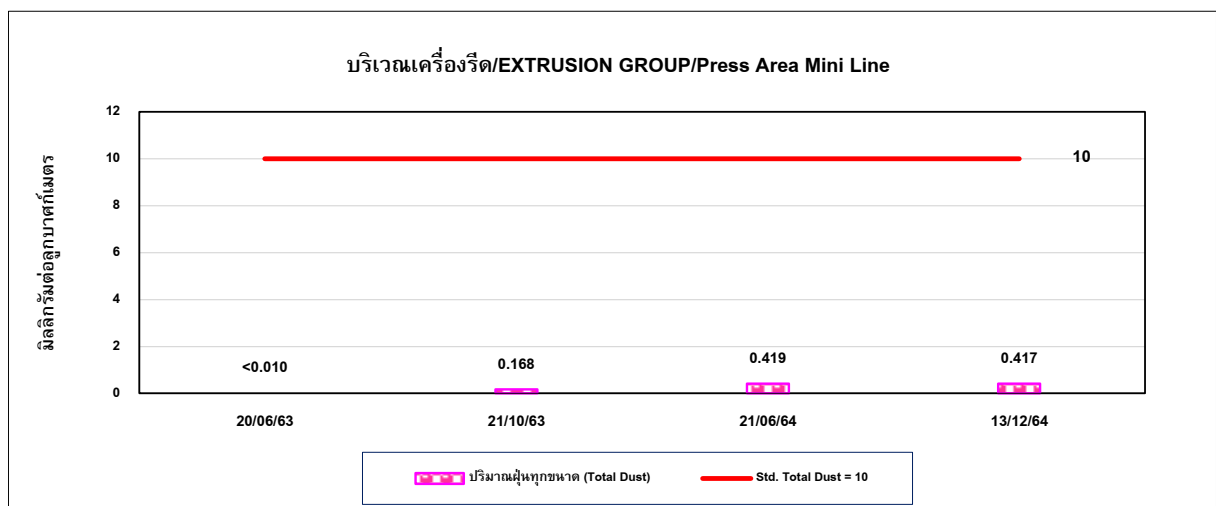 บริเวณเครื่องรีด/EXTRUSION GROUP/Press Area Mini Line
มิลลิกรัมต่อลูกบาศก์เมตร
12
10
8
6
4
2
0
10
<0.010 0.168 0.419 0.417
20/06/63 21/10/63 21/06/64 13/12/64
ปริมาณฝุ่นทุกขนาด (Total Dust) Std. Total Dust = 10